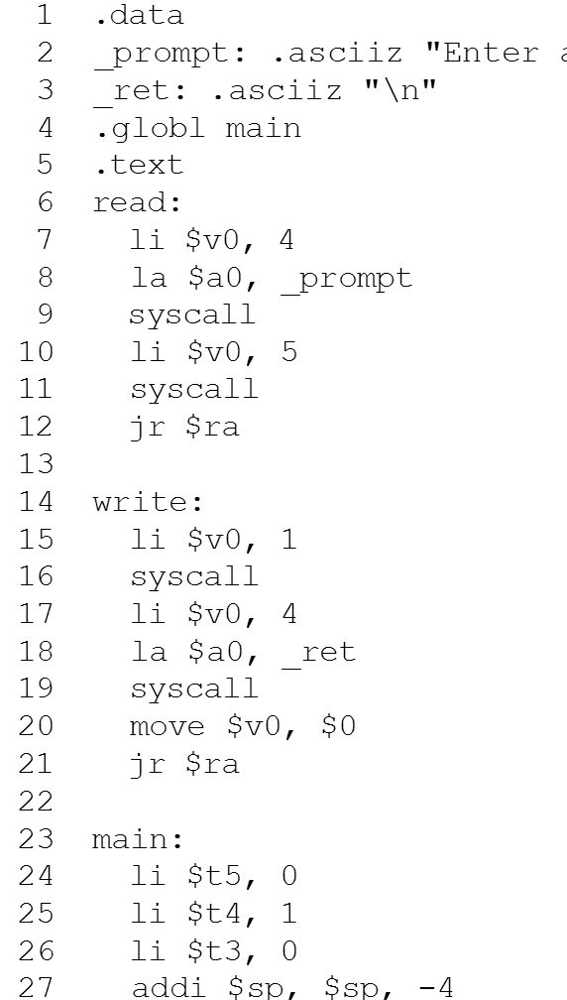 1 .data
2 _prompt: .asciiz "Enter
3 _ret: .asciiz "\n"
4 .globl main
5 .text
6 read:
7 li $v0, 4
8 la $a0, _prompt
9 syscall
10 li $v0, 5
11 syscall
12 jr $ra
13
14 write:
15 li $v0, 1
16 syscall
17 li $v0, 4
18 la $a0, _ret
19 syscall
20 move $v0, $0
21 jr $ra
22
23 main:
24 li $t5, 0
25 li $t4, 1
26 li $t3, 0
27 addi $sp, $sp, -4